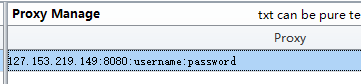 Proxy Manage txt can be pure te
Proxy
127.153.219.149:8080:username:password